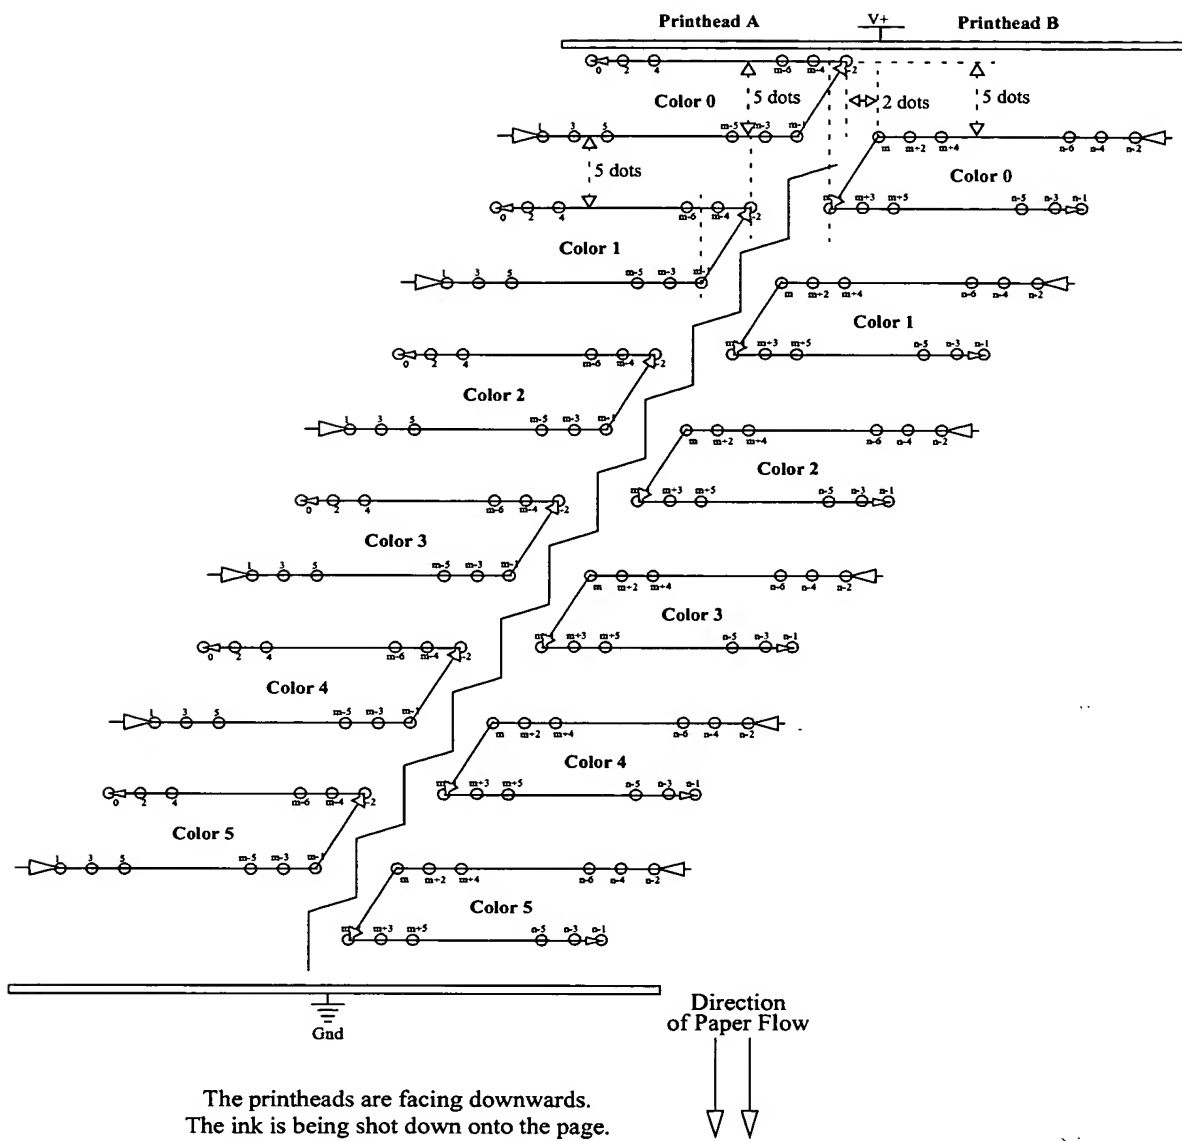 Printhead A V+ Printhead B
0 2 4 m-6 m-4 -2
Color 0 5 dots 2 dots 5 dots
1 3 5 m-5 m-3 m-1
m m+2 m+4 n-6 n-4 n-2
5 dots Color 0
m m+3 m+5 n-5 n-3 n-1
0 2 4 m-6 m-4 -2
Color 1
1 3 5 m-5 m-3 m-1
m m+2 m+4 n-6 n-4 n-2
Color 1
m m+3 m+5 n-5 n-3 n-1
0 2 4 m-6 m-4 -2
Color 2
1 3 5 m-5 m-3 m-1
m m+2 m+4 n-6 n-4 n-2
Color 2
m m+3 m+5 n-5 n-3 n-1
0 2 4 m-6 m-4 -2
Color 3
1 3 5 m-5 m-3 m-1
m m+2 m+4 n-6 n-4 n-2
Color 3
m m+3 m+5 n-5 n-3 n-1
0 2 4 m-6 m-4 -2
Color 4
1 3 5 m-5 m-3 m-1
m m+2 m+4 n-6 n-4 n-2
Color 4
m m+3 m+5 n-5 n-3 n-1
0 2 4 m-6 m-4 -2
Color 5
1 3 5 m-5 m-3 m-1
m m+2 m+4 n-6 n-4 n-2
Color 5
m m+3 m+5 n-5 n-3 n-1
Gnd
Direction
of Paper Flow
The printheads are facing downwards.
The ink is being shot down onto the page.